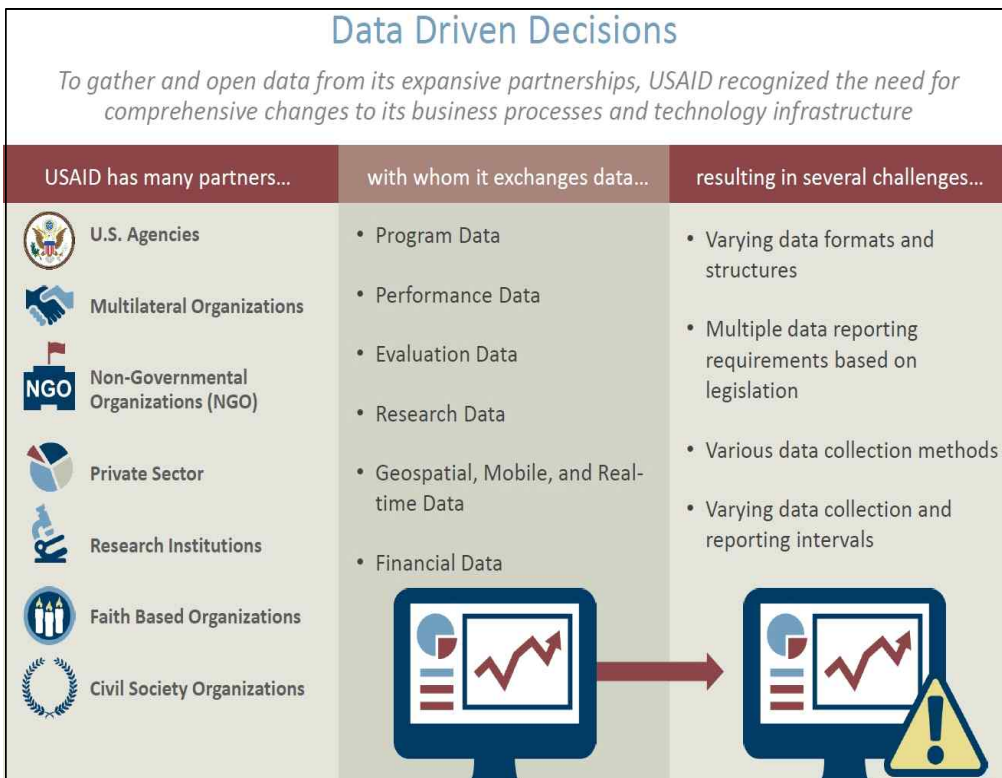 Data Driven Decisions
To gather and open data from its expansive partnerships, USAID recognized the need for
comprehensive changes to its business processes and technology infrastructure
USAID has many partners...
U.S. Agencies
Multilateral Organizations
NGO
Non-Governmental
Organizations (NGO)
Private Sector
Research Institutions
Faith Based Organizations
Civil Society Organizations
with whom it exchanges data...
• Program Data
• Performance Data
• Evaluation Data
• Research Data
• Geospatial, Mobile, and Real-
time Data
• Financial Data
resulting in several challenges...
• Varying data formats and
structures
• Multiple data reporting
requirements based on
legislation
• Various data collection methods
• Varying data collection and
reporting intervals